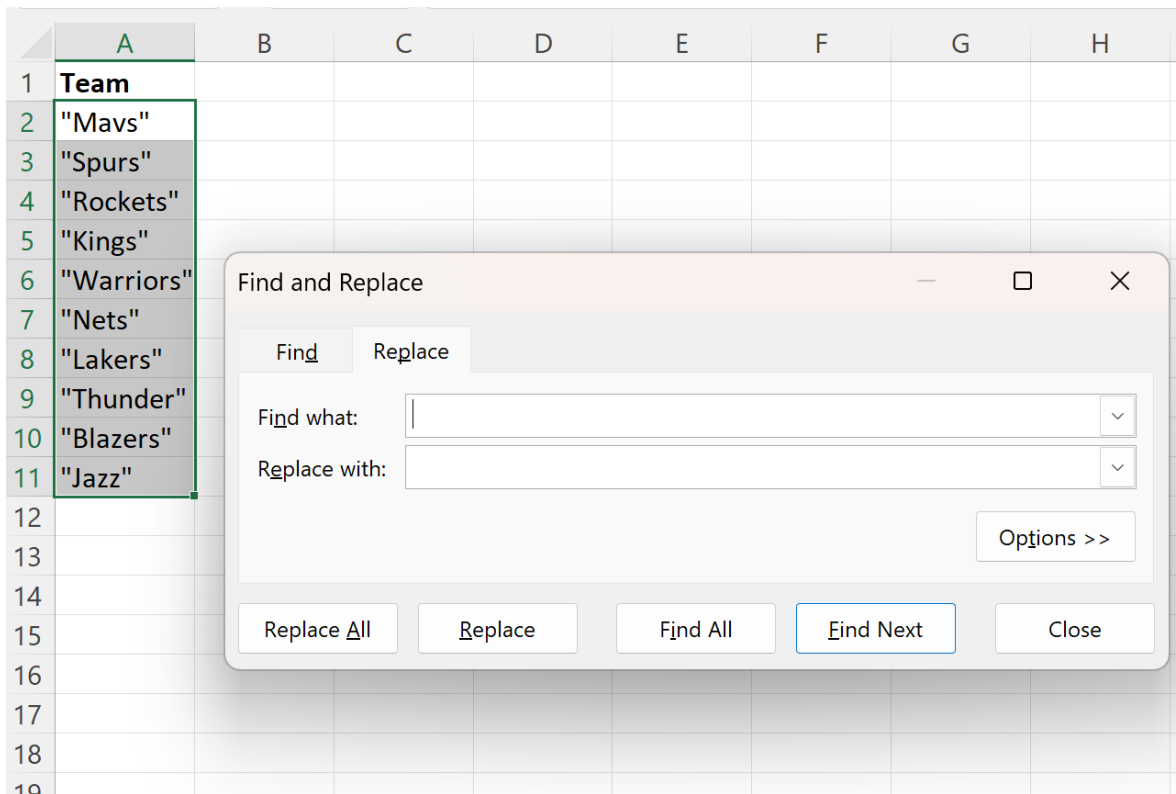 A B C D E F G H
1 Team
2 "Mavs"
3 "Spurs"
4 "Rockets"
5 "Kings"
6 "Warriors"
7 "Nets"
8 "Lakers"
9 "Thunder"
10 "Blazers"
11 "Jazz"
12
13
14
15
16
17
18
19
Find and Replace
Find Replace
Find what:
Replace with:
Options >>
Replace All Replace Find All Find Next Close